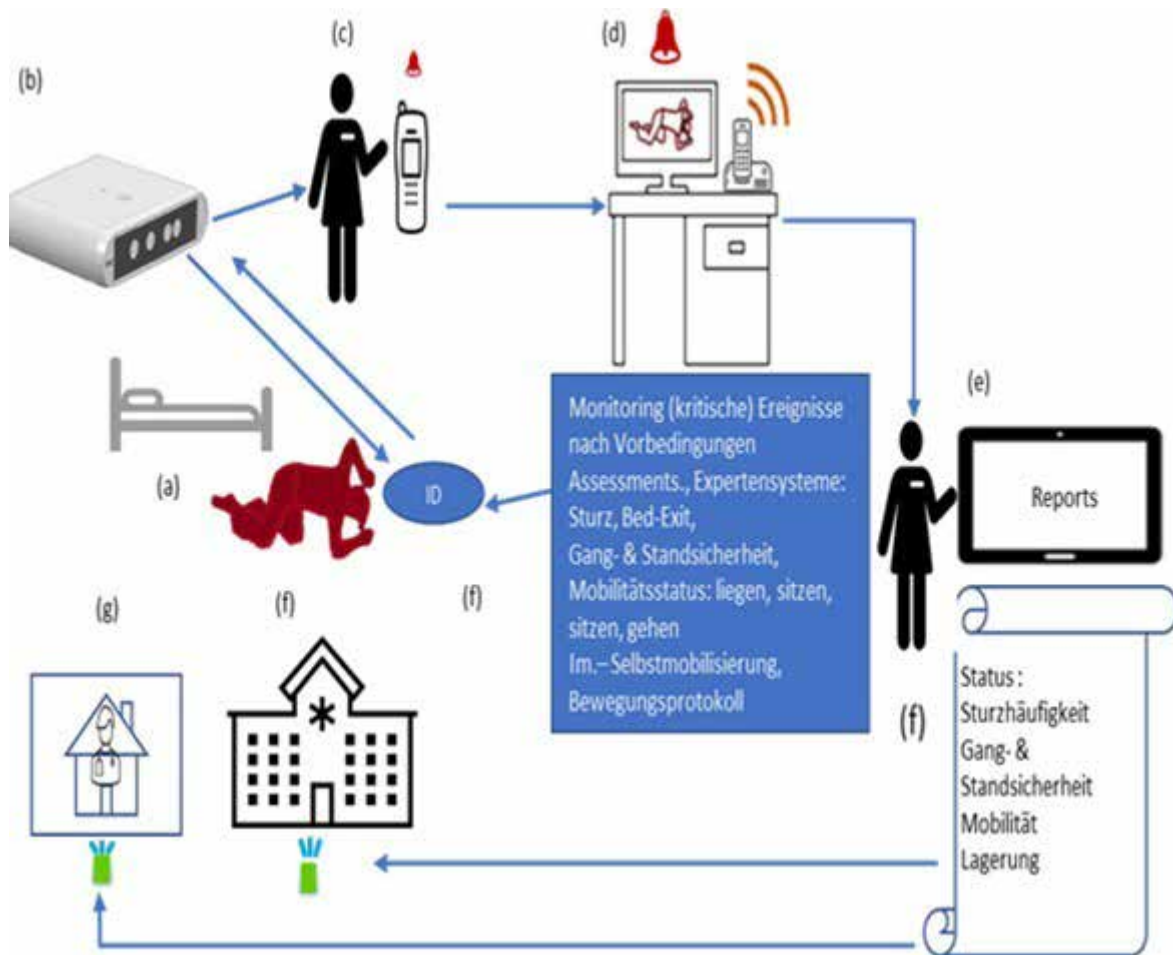 (c)
(d)
(b)
(e)
Monitoring (kritische) Ereignisse
nach Vorbedingungen
Assessments., Expertensysteme:
Sturz, Bed-Exit,
Gang- & Standsicherheit,
Mobilitätsstatus: liegen, sitzen,
sitzen, gehen
Im.– Selbstmobilisierung,
Bewegungsprotokoll
(a)
ID
Reports
(g)
(f)
(f)
(f)
Status :
Sturzhäufigkeit
Gang- &
Standsicherheit
Mobilität
Lagerung